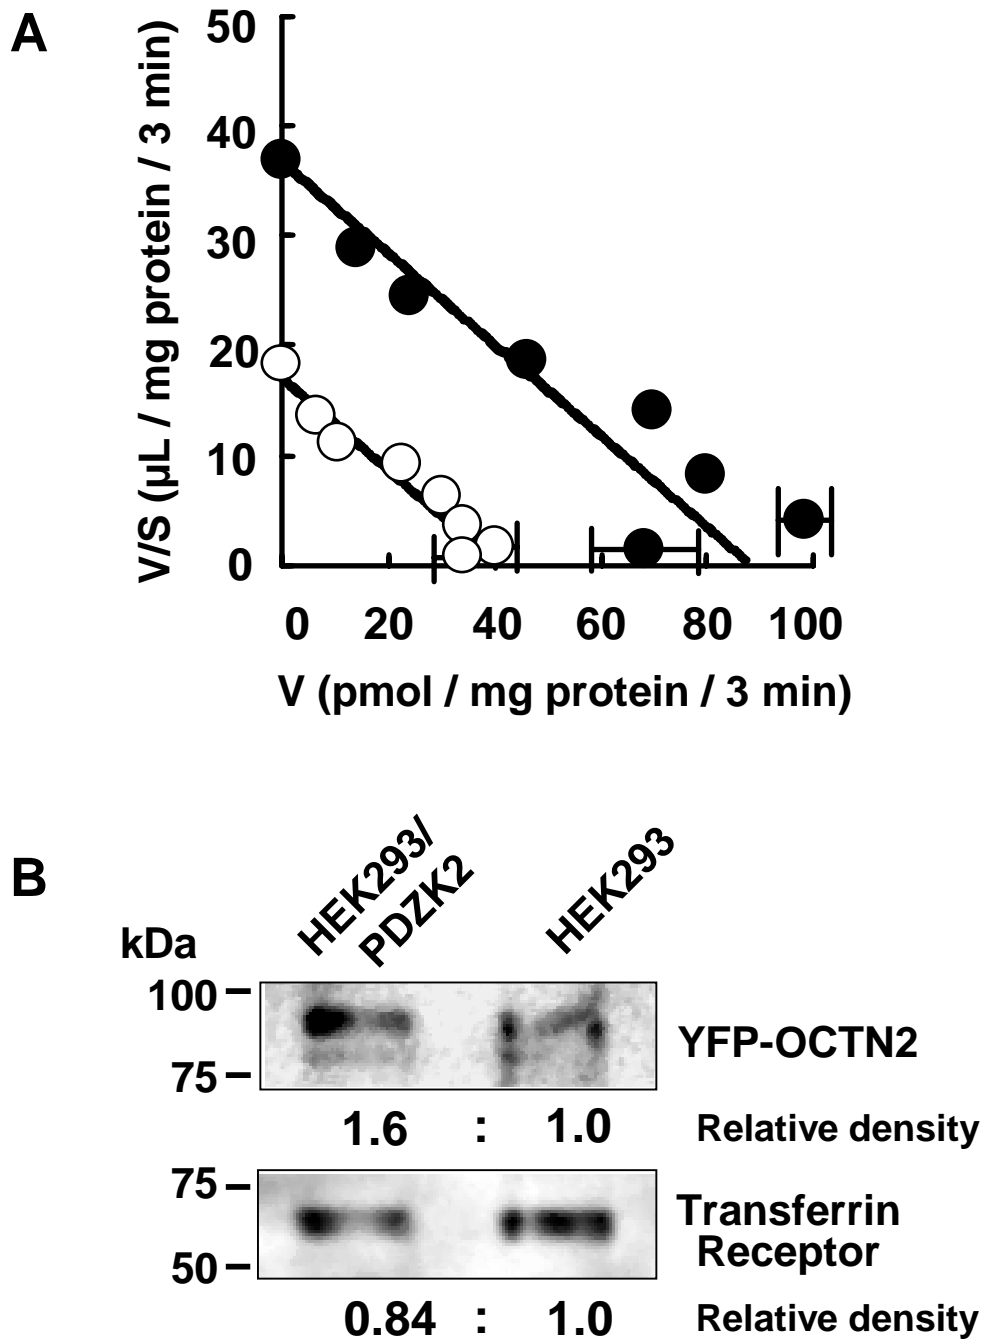 A
50
40
30
20
10
0
V/S (μL / mg protein / 3 min)
0 20 40 60 80 100
V (pmol / mg protein / 3 min)
B
HEK293/
PDZK2
HEK293
kDa
100
75
YFP-OCTN2
1.6 : 1.0 Relative density
75
50
Transferrin
Receptor
0.84 : 1.0 Relative density